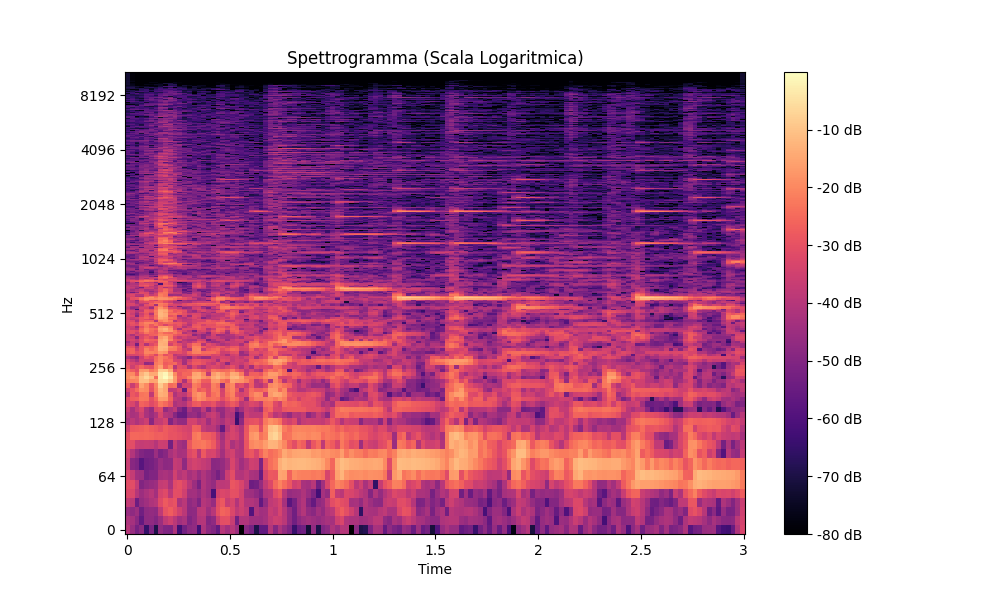 Spettrogramma (Scala Logaritmica)
8192
4096
2048
1024
512
256
128
64
0
Hz
0 0.5 1 1.5 2 2.5 3
Time
-10 dB
-20 dB
-30 dB
-40 dB
-50 dB
-60 dB
-70 dB
-80 dB